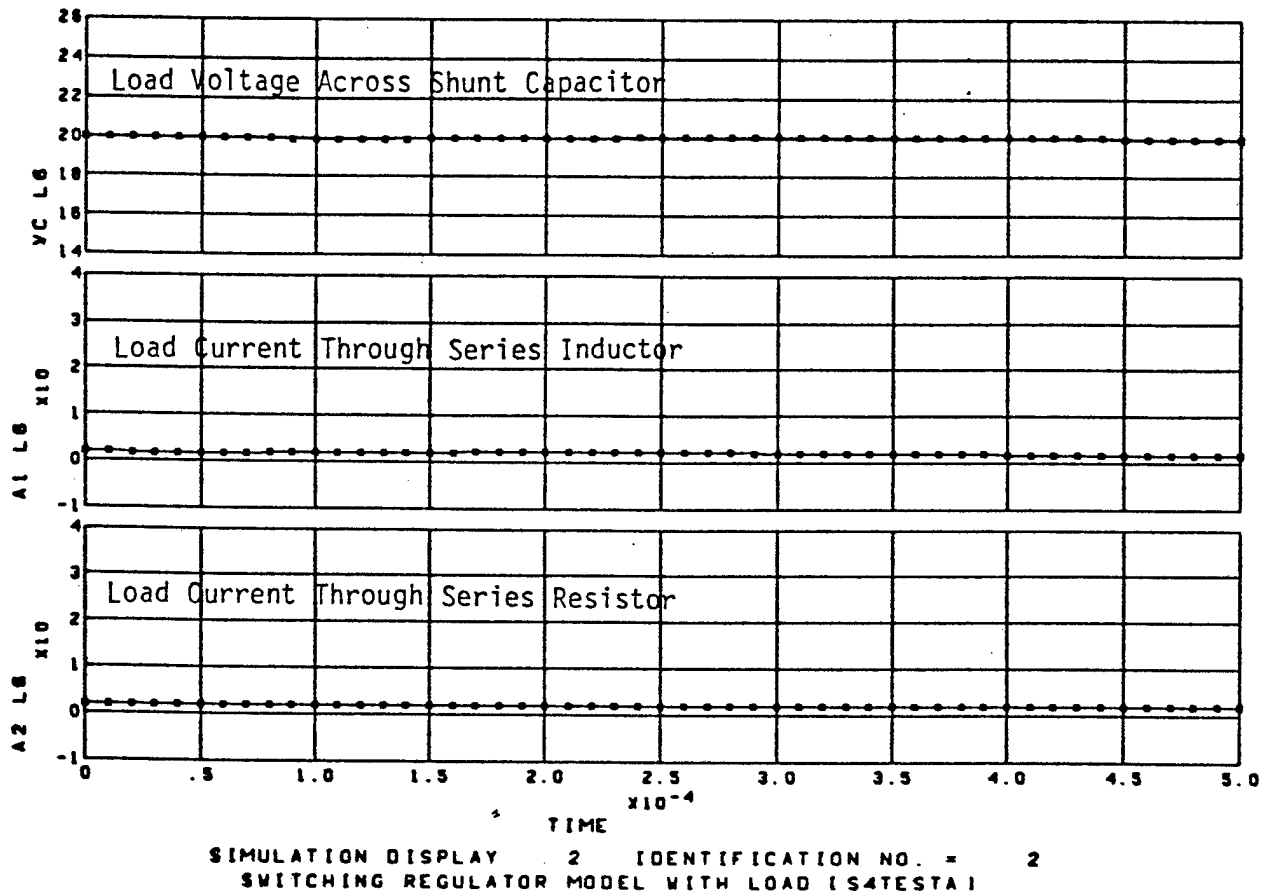 26
24
Load Voltage Across Shunt Capacitor
22
20
18
16
14
VC L6
4
3
Load Current Through Series Inductor
2
1
0
-1
A1 L6 X10
4
3
Load Current Through Series Resistor
2
1
0
-1
A2 L6 X10
0 .5 1.0 1.5 2.0 2.5 3.0 3.5 4.0 4.5 5.0
X10-4
TIME
SIMULATION DISPLAY 2 IDENTIFICATION NO. = 2
SWITCHING REGULATOR MODEL WITH LOAD [S4TESTA]